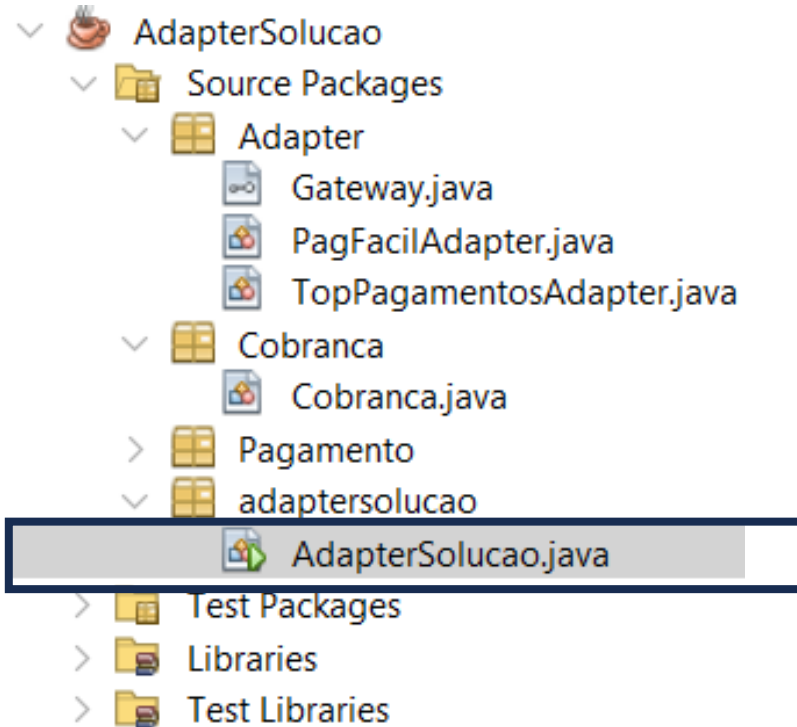 AdapterSolucao
Source Packages
Adapter
Gateway.java
PagFacilAdapter.java
TopPagamentosAdapter.java
Cobranca
Cobranca.java
Pagamento
adaptersolucao
AdapterSolucao.java
Test Packages
Libraries
Test Libraries